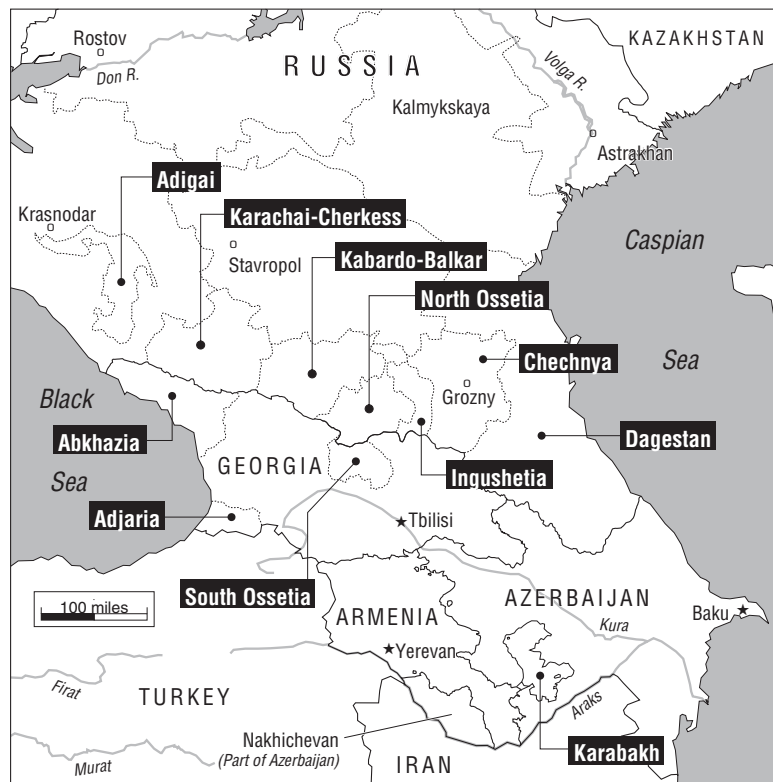 Rostov
Don R.
RUSSIA
Volga R.
KAZAKHSTAN
Kalmykskaya
Astrakhan
Adigai
Krasnodar
Karachai-Cherkess
Stavropol
Kabardo-Balkar
Caspian
Sea
North Ossetia
Chechnya
Grozny
Black
Sea
Abkhazia
Dagestan
GEORGIA
Ingushetia
Adjaria
Tbilisi
South Ossetia
100 miles
ARMENIA
AZERBAIJAN
Baku
Kura
Yerevan
Firat
TURKEY
Araks
Nakhichevan
(Part of Azerbaijan)
Karabakh
Murat
IRAN